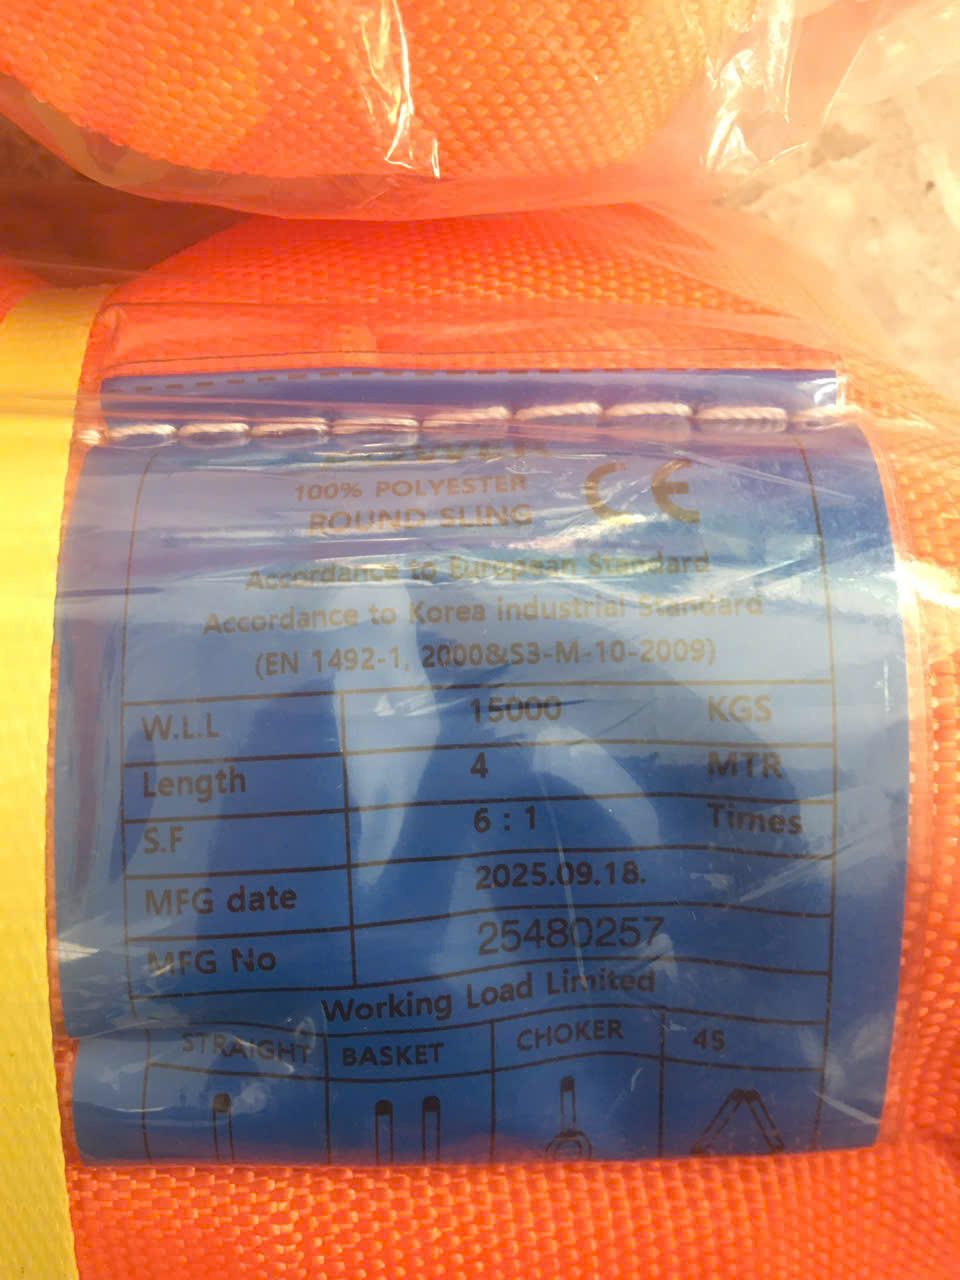 100% POLYESTER
ROUND SLING
CE
Accordance to European Standard
Accordance to Korea industrial Standard
(EN 1492-1, 2000&S3-M-10-2009)
W.L.L 15000 KGS
Length 4 MTR
S.F 6 : 1 Times
MFG date 2025.09.18.
MFG No 25480257
Working Load Limited
STRAIGHT BASKET CHOKER 45